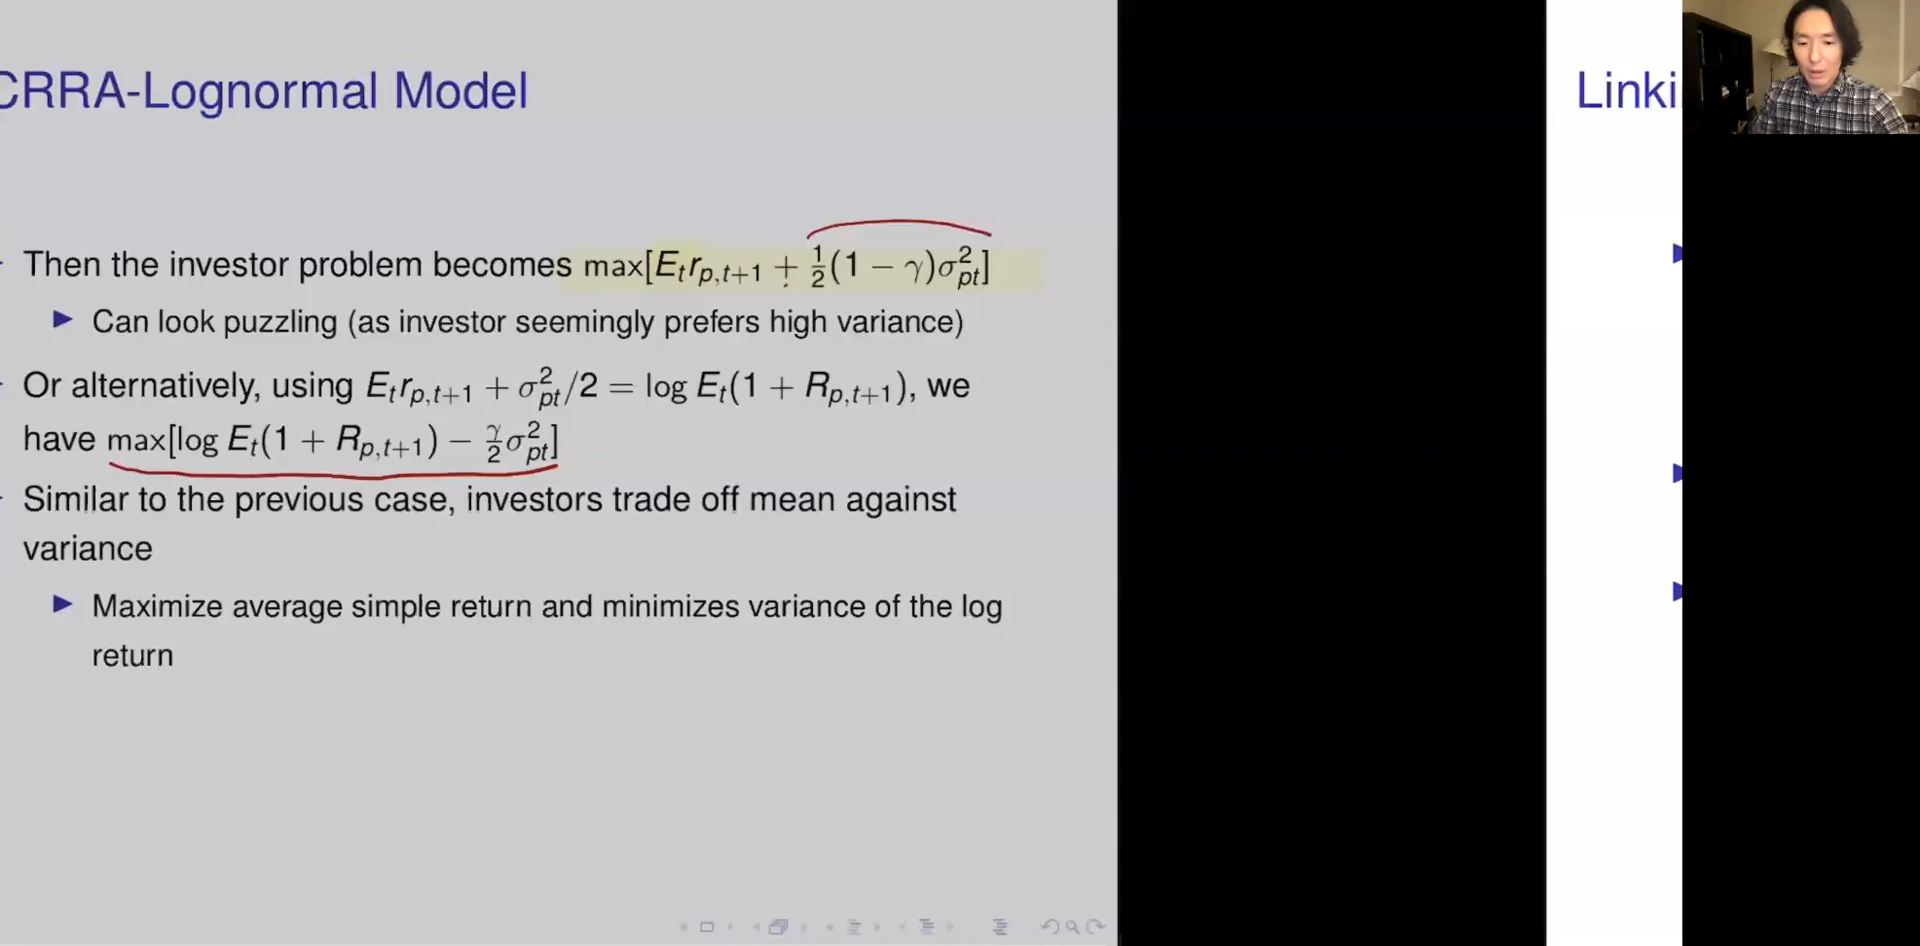 CRRA-Lognormal Model
Then the investor problem becomes max[E_t r_{p,t+1} + ½(1 − γ)σ²_{pt}]
Can look puzzling (as investor seemingly prefers high variance)
Or alternatively, using E_t r_{p,t+1} + σ²_{pt}/2 = log E_t(1 + R_{p,t+1}), we
have max[log E_t(1 + R_{p,t+1}) − γ/2 σ²_{pt}]
Similar to the previous case, investors trade off mean against
variance
Maximize average simple return and minimizes variance of the log
return
Linki